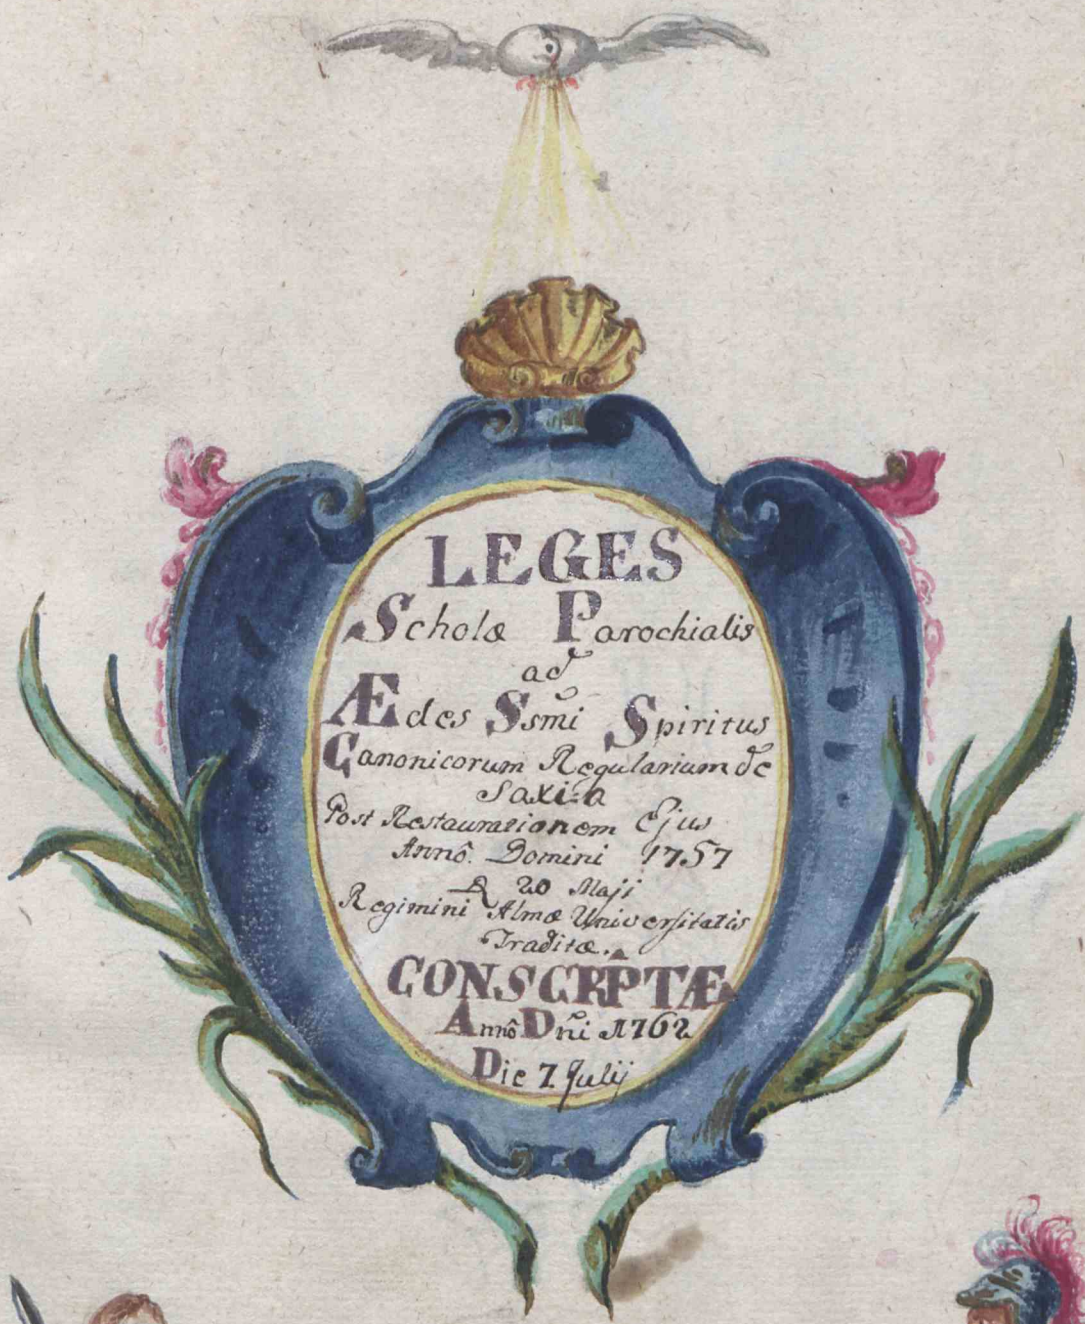 LEGES
Scholæ Parochialis
ad
Ædes Ssmi Spiritus
Canonicorum Regularium de
Saxia
Post Restaurationem Ejus
Annô Domini 1757
D 20 Maji
Regimini Almæ Universitatis
Traditæ.
CONSCRPTÆ
Annô Dñi 1762
Die 7 Julij